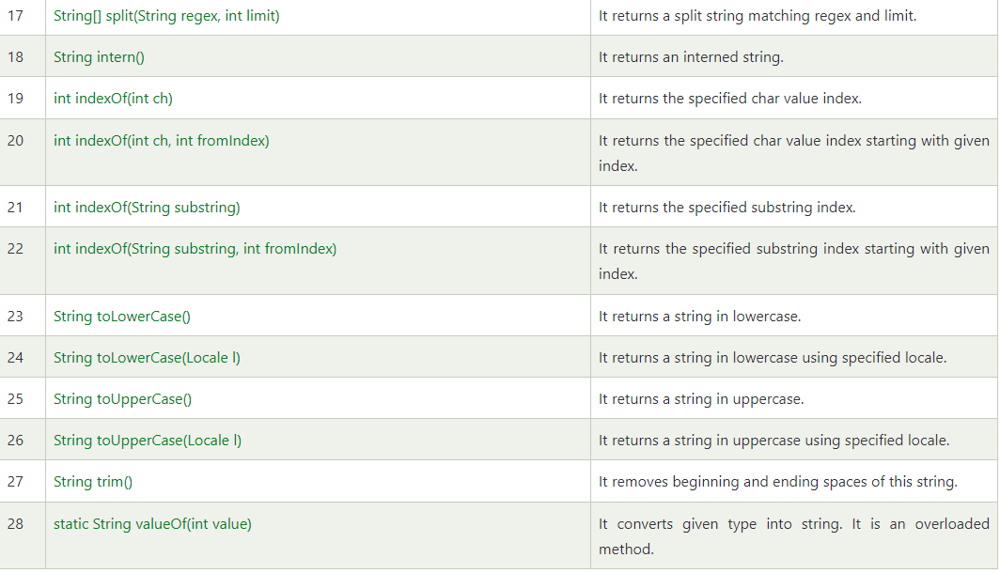 17 String[] split(String regex, int limit) It returns a split string matching regex and limit.
18 String intern() It returns an interned string.
19 int indexOf(int ch) It returns the specified char value index.
20 int indexOf(int ch, int fromIndex) It returns the specified char value index starting with given
index.
21 int indexOf(String substring) It returns the specified substring index.
22 int indexOf(String substring, int fromIndex) It returns the specified substring index starting with given
index.
23 String toLowerCase() It returns a string in lowercase.
24 String toLowerCase(Locale l) It returns a string in lowercase using specified locale.
25 String toUpperCase() It returns a string in uppercase.
26 String toUpperCase(Locale l) It returns a string in uppercase using specified locale.
27 String trim() It removes beginning and ending spaces of this string.
28 static String valueOf(int value) It converts given type into string. It is an overloaded
method.